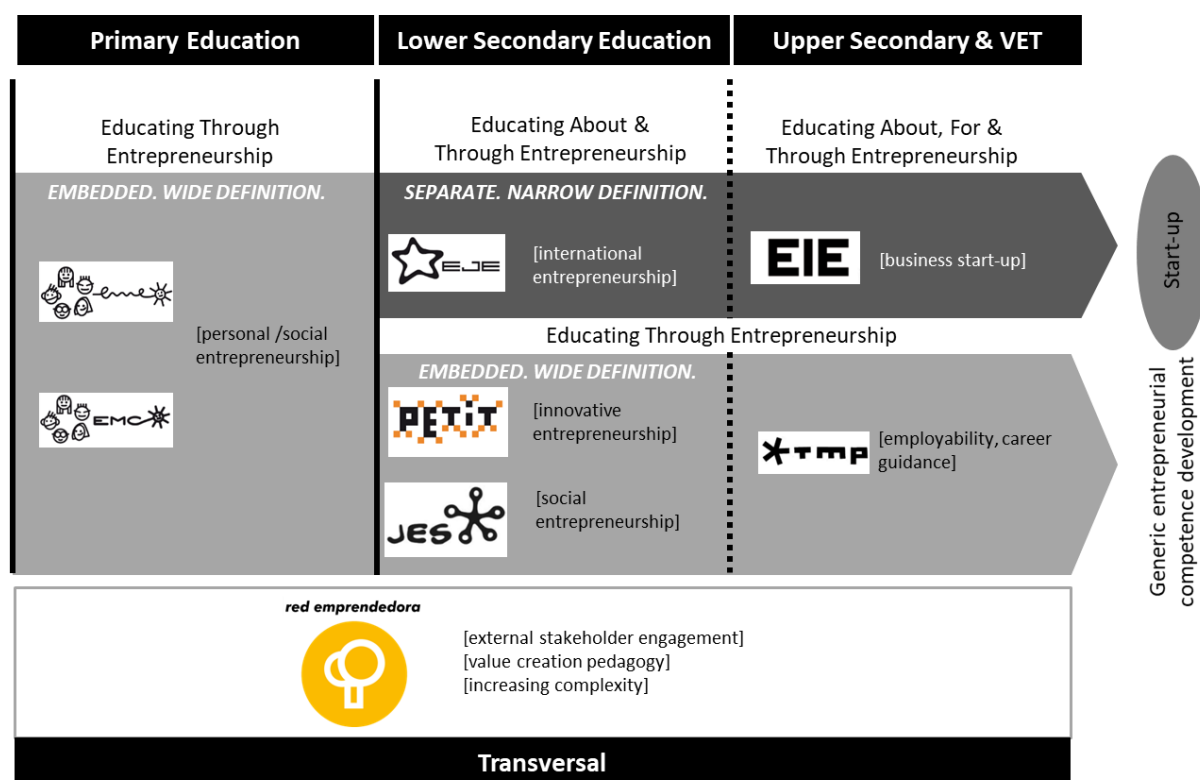 Primary Education
Lower Secondary Education
Upper Secondary & VET
Educating Through
Entrepreneurship
Educating About &
Through Entrepreneurship
Educating About, For &
Through Entrepreneurship
EMBEDDED. WIDE DEFINITION.
SEPARATE. NARROW DEFINITION.
eme
[personal /social
entrepreneurship]
EMC
EJE
[international
entrepreneurship]
EIE
[business start-up]
Educating Through Entrepreneurship
EMBEDDED. WIDE DEFINITION.
PETiT
[innovative
entrepreneurship]
JES
[social
entrepreneurship]
TMP
[employability, career
guidance]
Start-up
Generic entrepreneurial
competence development
red emprendedora
[external stakeholder engagement]
[value creation pedagogy]
[increasing complexity]
Transversal